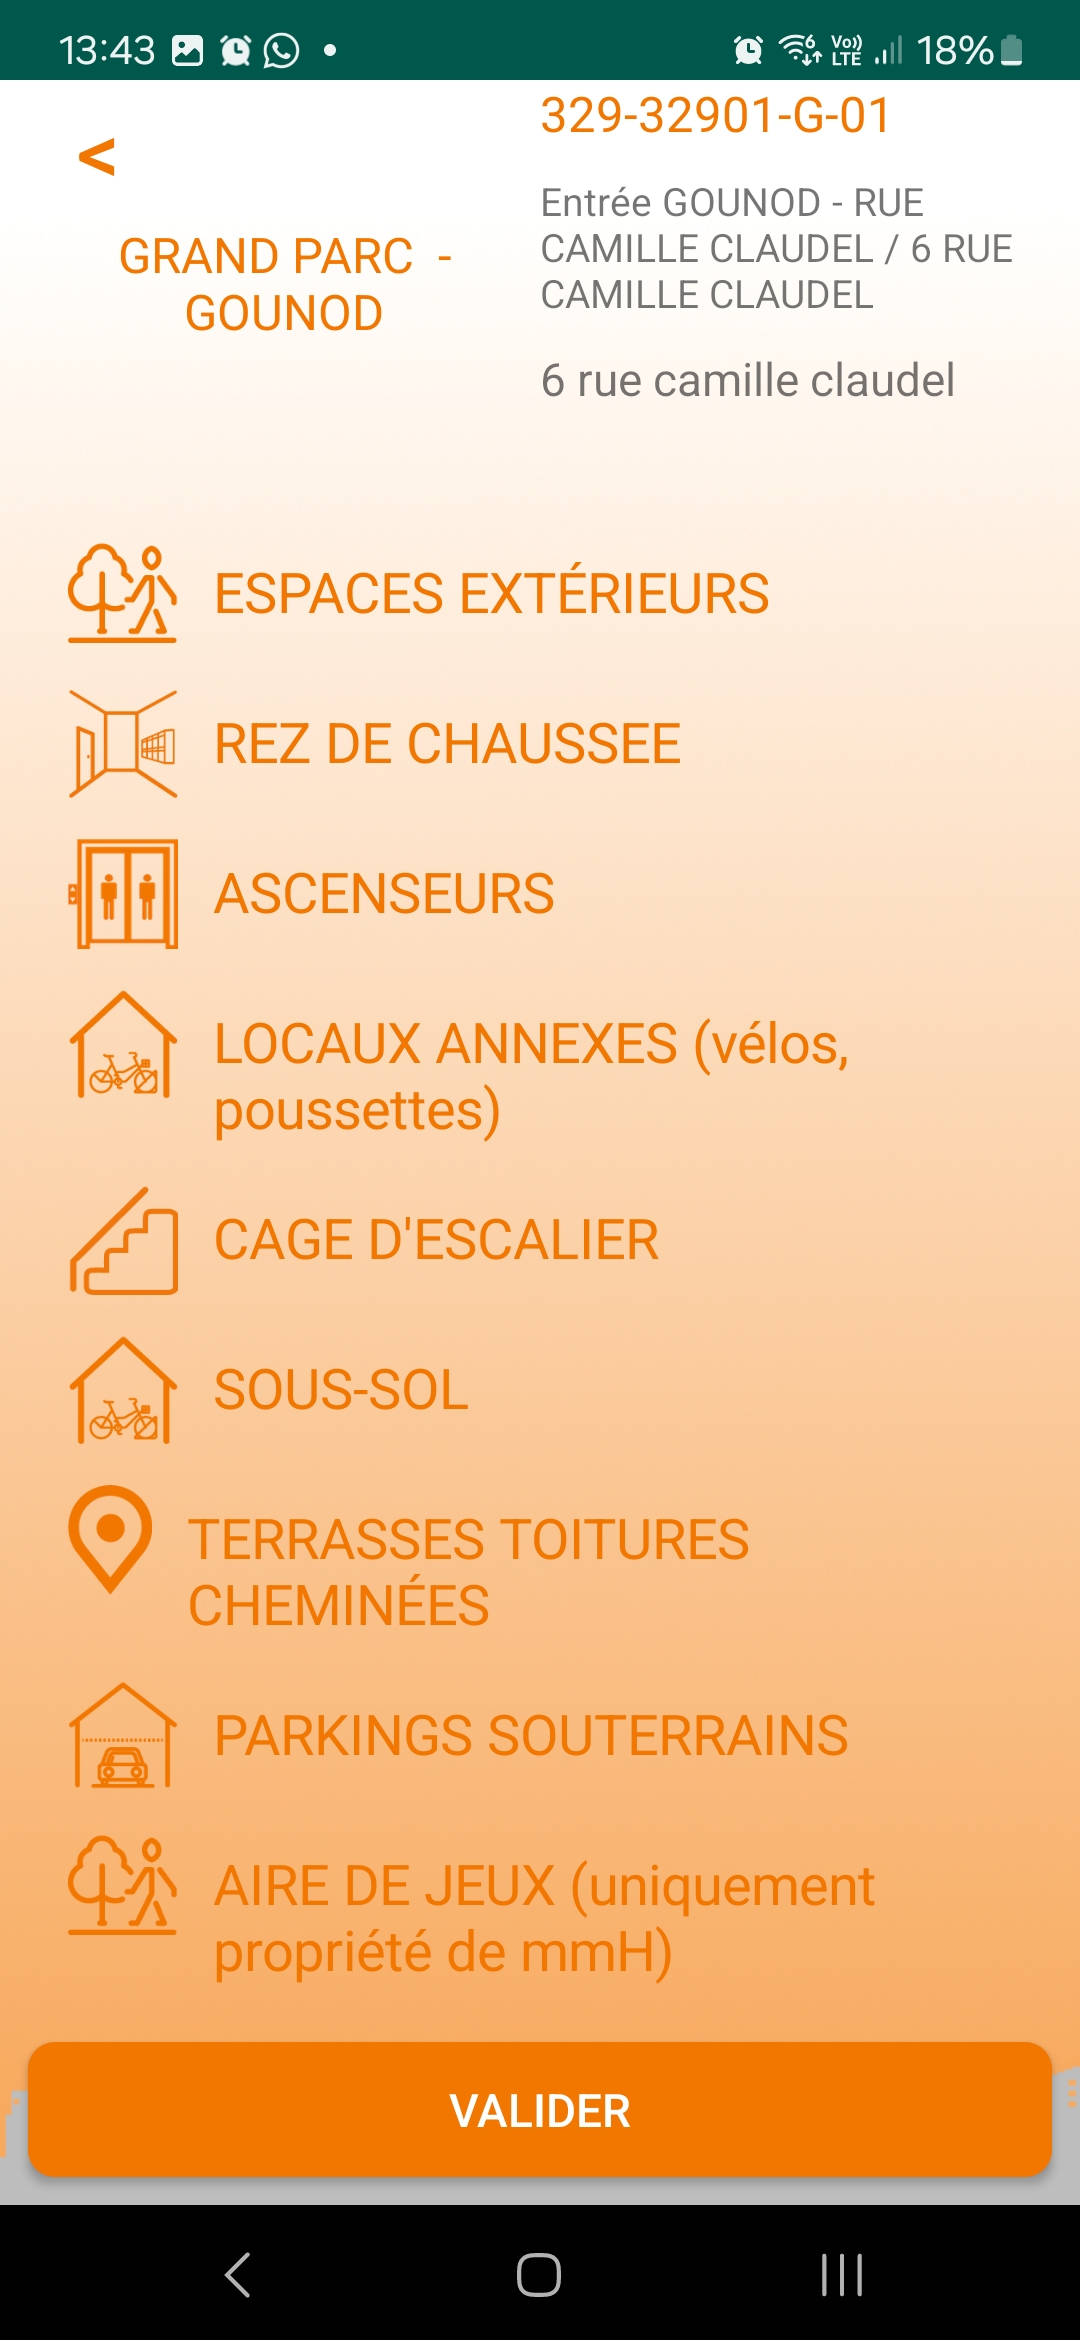 13:43
Vo))
LTE
18%
<
329-32901-G-01
Entrée GOUNOD - RUE
CAMILLE CLAUDEL / 6 RUE
CAMILLE CLAUDEL
6 rue camille claudel
GRAND PARC -
GOUNOD
ESPACES EXTÉRIEURS
REZ DE CHAUSSEE
ASCENSEURS
LOCAUX ANNEXES (vélos,
poussettes)
CAGE D'ESCALIER
SOUS-SOL
TERRASSES TOITURES
CHEMINÉES
PARKINGS SOUTERRAINS
AIRE DE JEUX (uniquement
propriété de mmH)
VALIDER